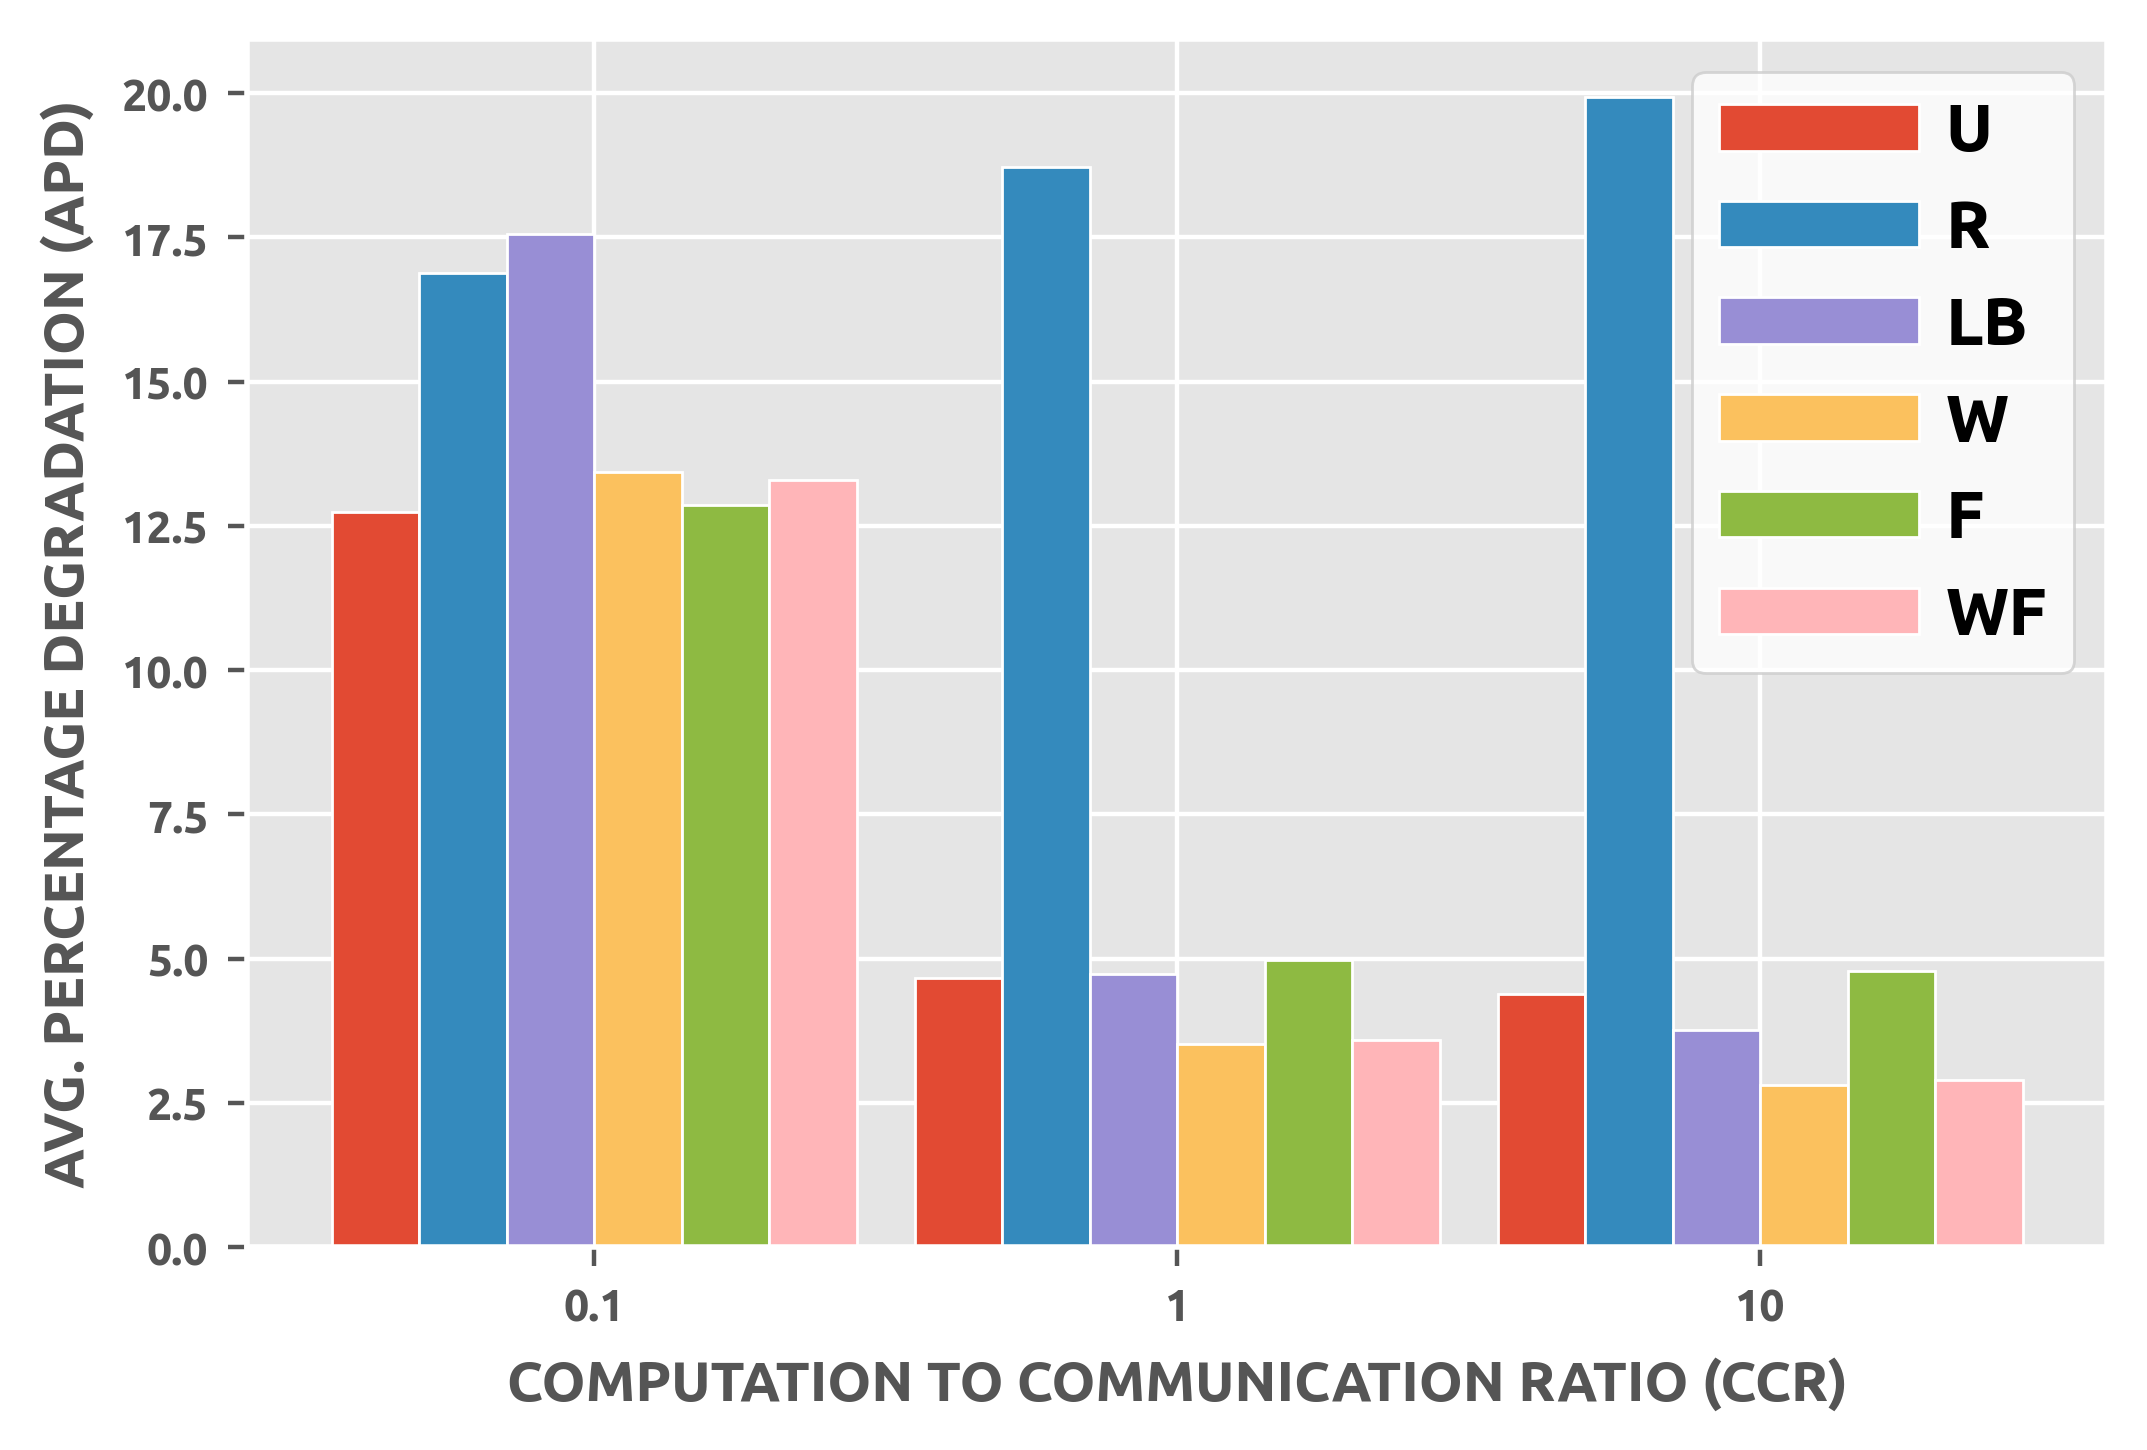 AVG. PERCENTAGE DEGRADATION (APD)
20.0
17.5
15.0
12.5
10.0
7.5
5.0
2.5
0.0
U
R
LB
W
F
WF
0.1 1 10
COMPUTATION TO COMMUNICATION RATIO (CCR)